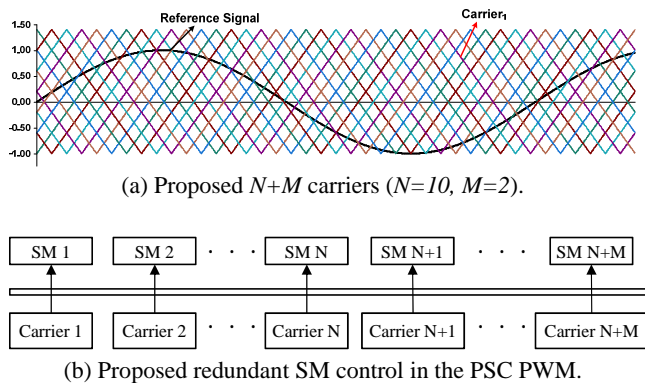 1.50
Reference Signal
Carrier₁
1.00
0.50
0.00
-0.50
-1.00
(a) Proposed N+M carriers (N=10, M=2).
SM 1 SM 2 · · · SM N SM N+1 · · · SM N+M
Carrier 1 Carrier 2 · · · Carrier N Carrier N+1 · · · Carrier N+M
(b) Proposed redundant SM control in the PSC PWM.